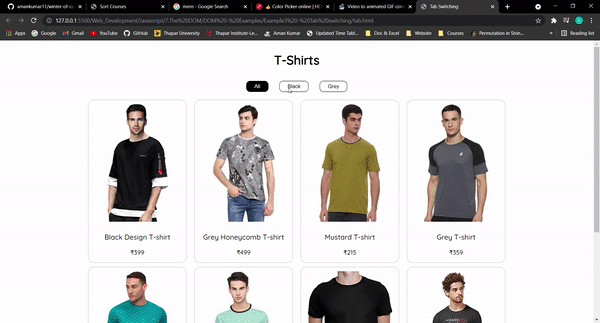 amankumar11/winter-of-c
Sort Courses
mem - Google Search
Color Picker online | H
Video to animated GIF con
Tab Switching
127.0.0.1:5500/Web_Development/Javascript/7.The%20DOM/DOM%20-%20Examples/Example3%20-%20Tab%20switching/tab.html
Apps
Google
Gmail
YouTube
GitHub
Thapar University
Thapar Institute-Le...
Aman Kumar
Updated Time Tabl...
Doc & Excel
Website
Courses
Permutation in Strin...
Reading list
T-Shirts
All
Black
Grey
Black Design T-shirt
Grey Honeycomb T-shirt
Mustard T-shirt
Grey T-shirt
₹399
₹499
₹215
₹359